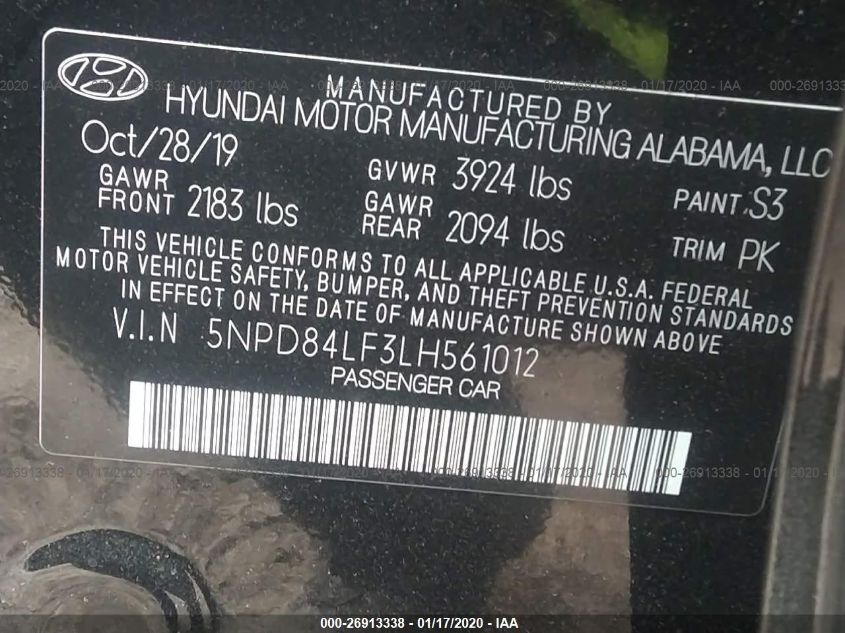 MANUFACTURED BY
HYUNDAI MOTOR MANUFACTURING ALABAMA, LLC
Oct/28/19
GVWR 3924 lbs
PAINT: S3
GAWR FRONT 2183 lbs
GAWR REAR 2094 lbs
TRIM PK
THIS VEHICLE CONFORMS TO ALL APPLICABLE U.S.A. FEDERAL
MOTOR VEHICLE SAFETY, BUMPER, AND THEFT PREVENTION STANDARDS
IN EFFECT ON THE DATE OF MANUFACTURE SHOWN ABOVE
V.I.N 5NPD84LF3LH561012
PASSENGER CAR
000-26913338 - 01/17/2020 - IAA